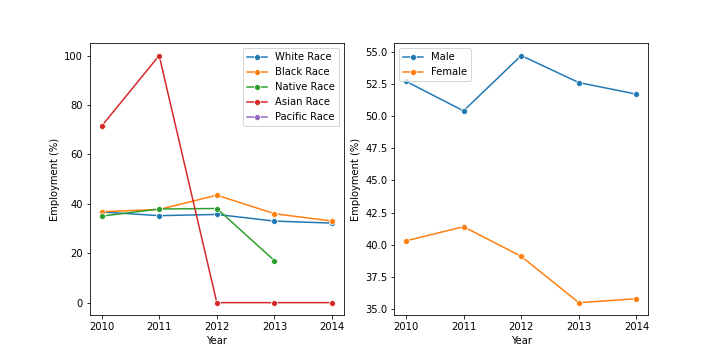 100
80
60
40
20
0
Employment (%)
2010 2011 2012 2013 2014
Year
White Race
Black Race
Native Race
Asian Race
Pacific Race
55.0
52.5
50.0
47.5
45.0
42.5
40.0
37.5
35.0
Employment (%)
2010 2011 2012 2013 2014
Year
Male
Female